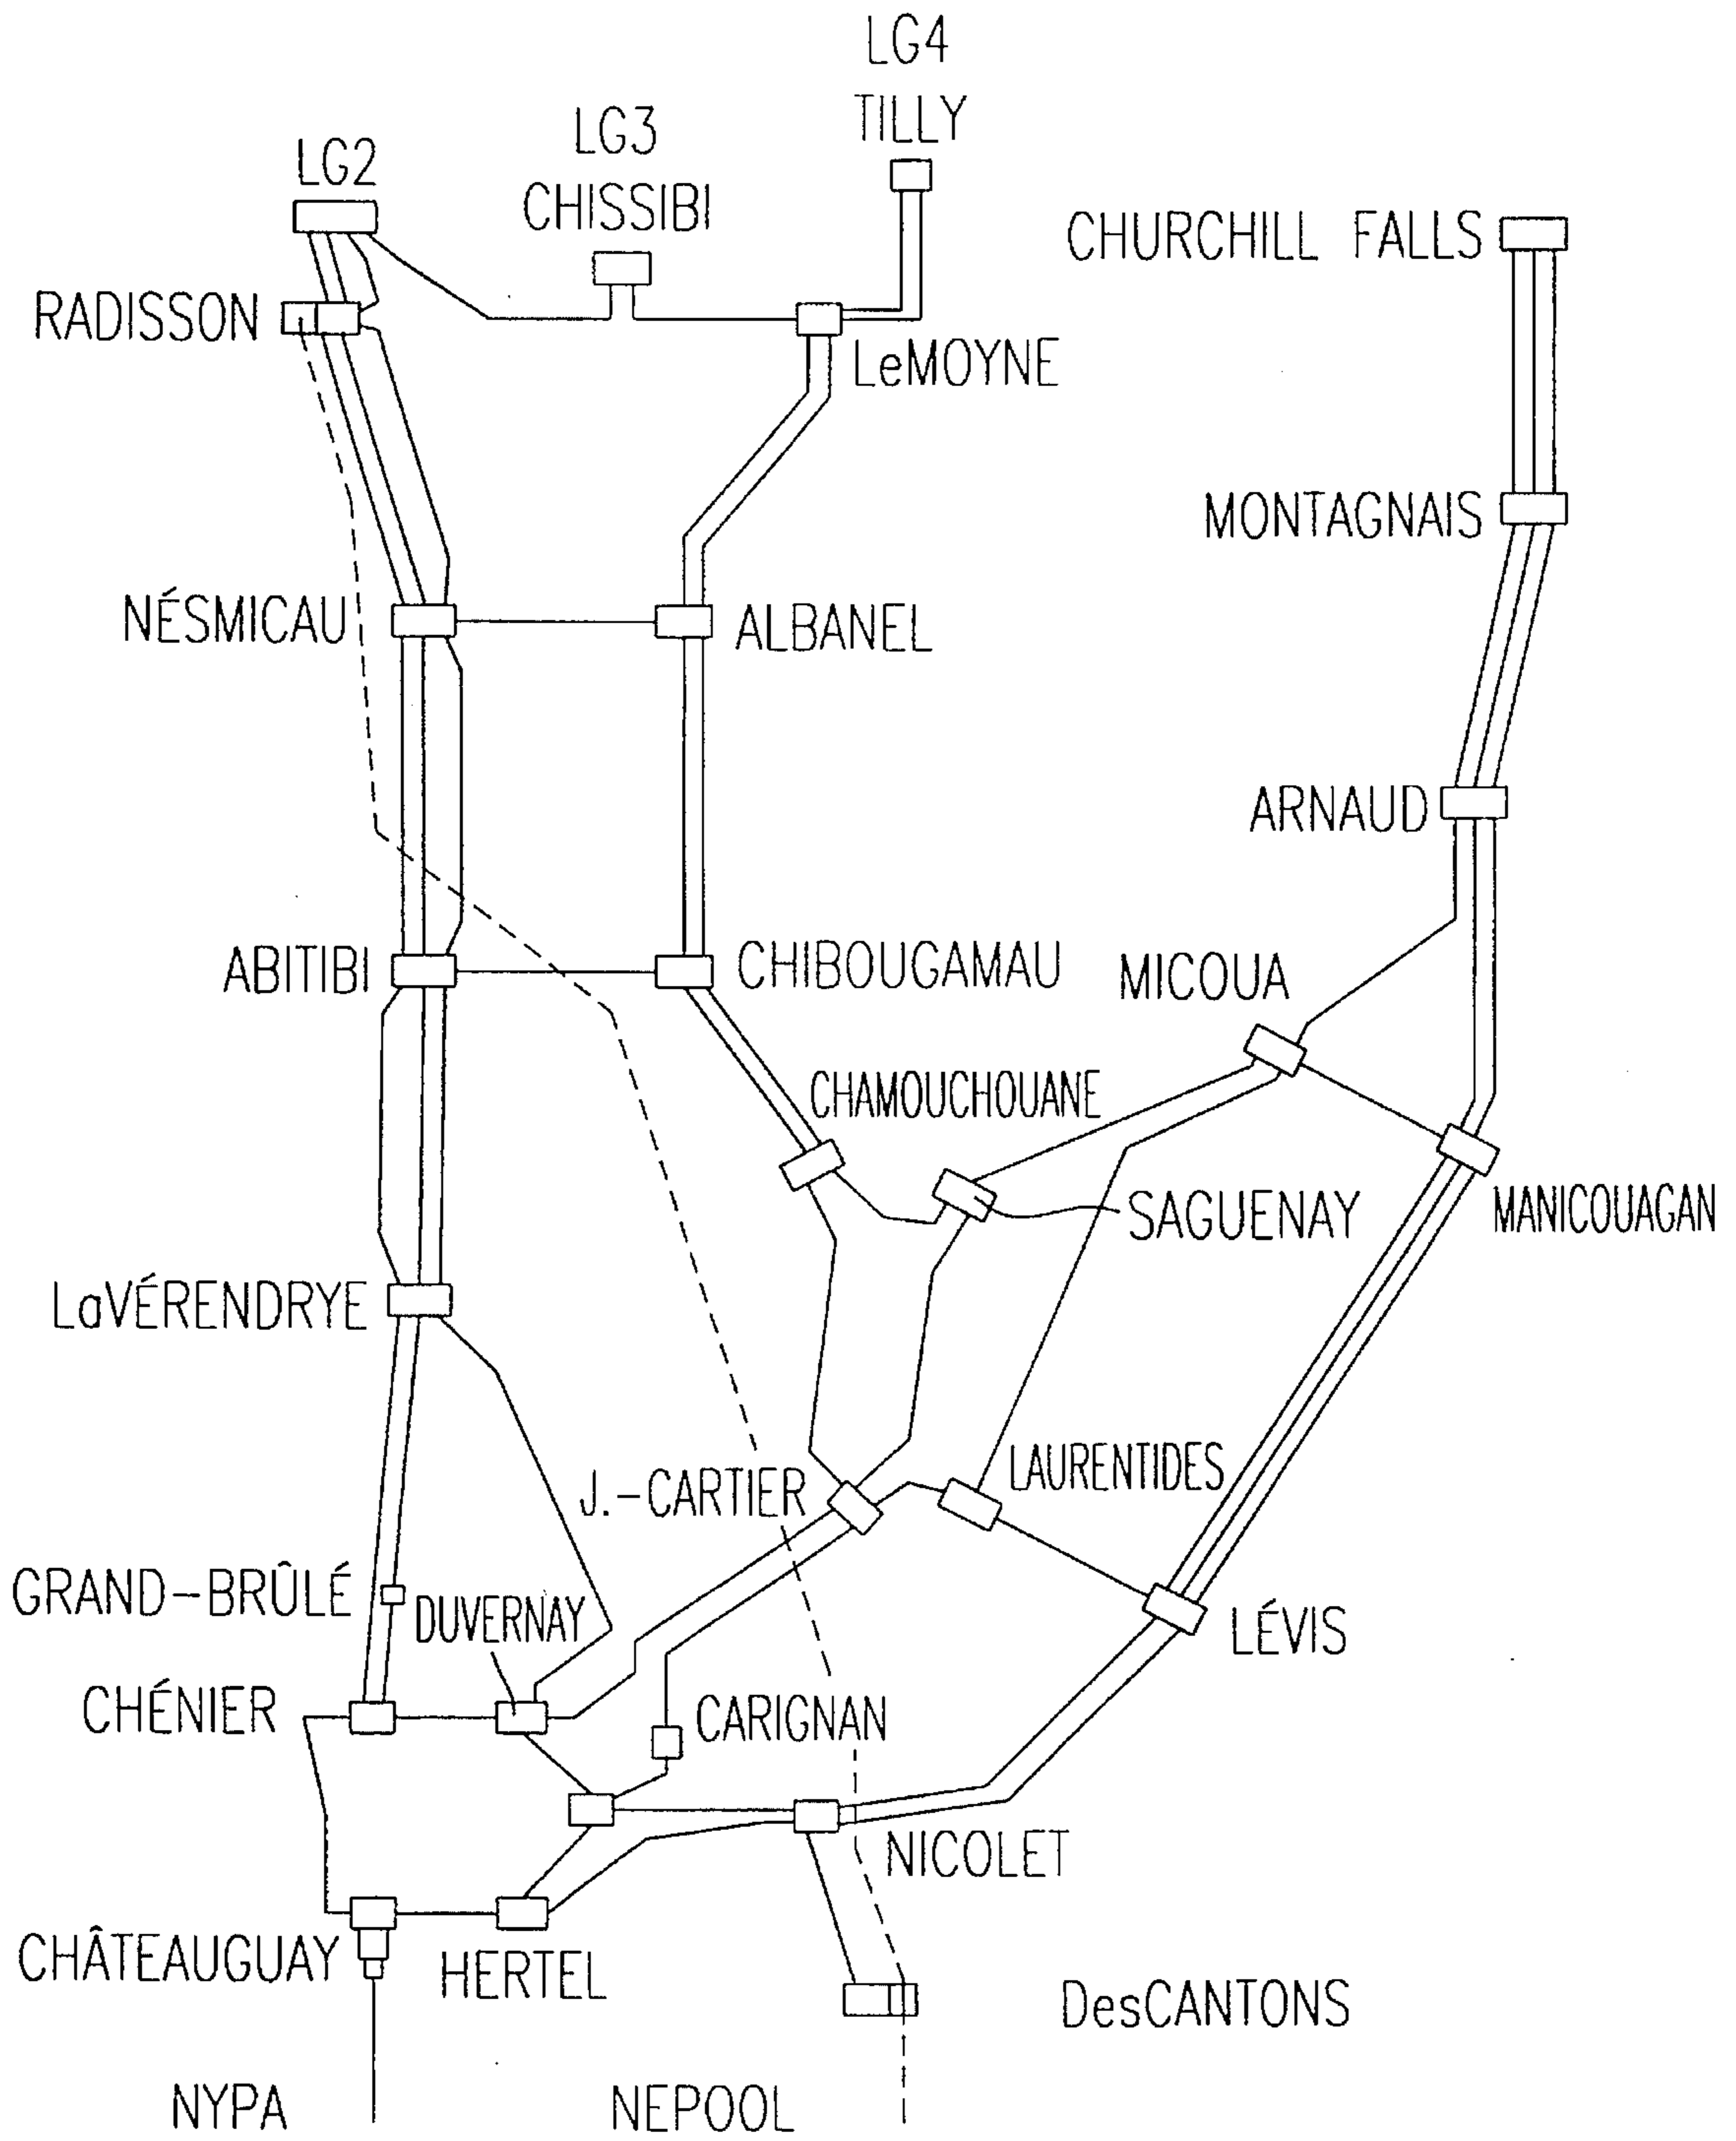 LG4
TILLY
LG3
CHISSIBI
LG2
CHURCHILL FALLS
RADISSON
LeMOYNE
MONTAGNAIS
NÉSMICAU
ALBANEL
ARNAUD
ABITIBI
CHIBOUGAMAU
MICOUA
CHAMOUCHOUANE
SAGUENAY
MANICOUAGAN
LaVÉRENDRYE
J.-CARTIER
LAURENTIDES
GRAND-BRÛLÉ
DUVERNAY
LÉVIS
CHÉNIER
CARIGNAN
NICOLET
CHÂTEAUGUAY
HERTEL
DesCANTONS
NYPA
NEPOOL